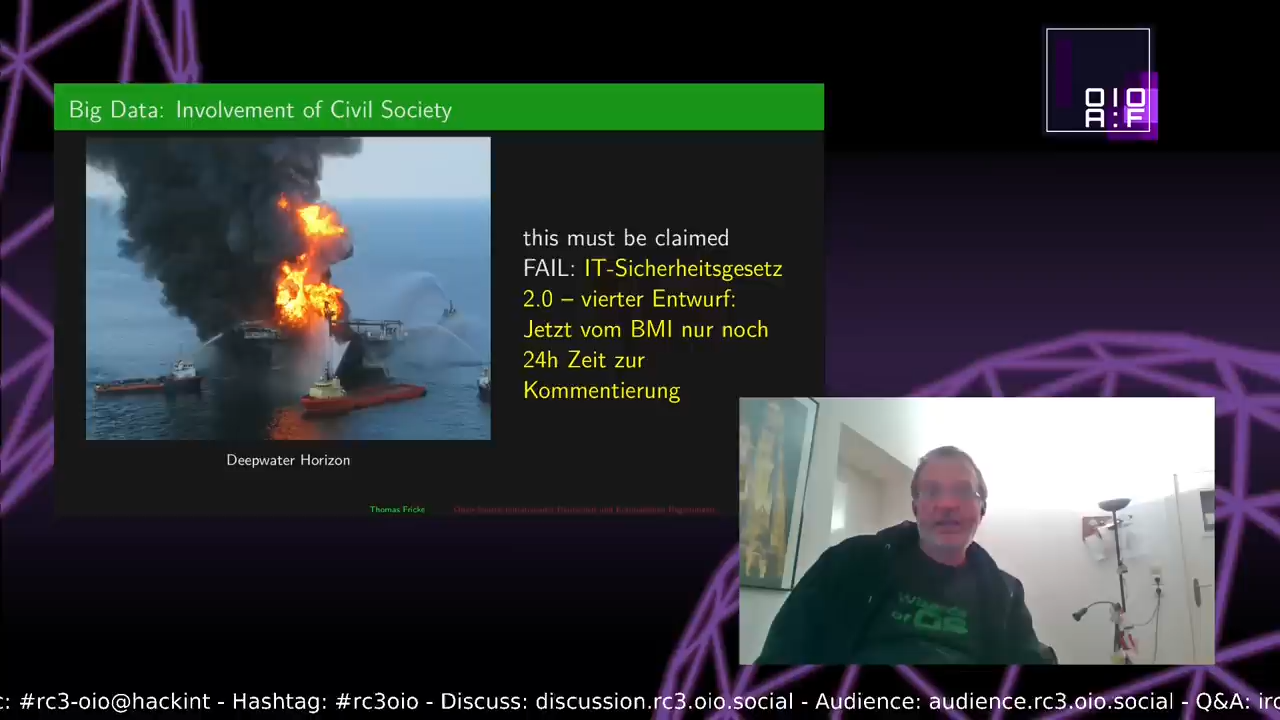 Big Data: Involvement of Civil Society
OIO
A:F
this must be claimed
FAIL: IT-Sicherheitsgesetz
2.0 – vierter Entwurf:
Jetzt vom BMI nur noch
24h Zeit zur
Kommentierung
Deepwater Horizon
Thomas Fricke
of OS
c: #rc3-oio@hackint - Hashtag: #rc3oio - Discuss: discussion.rc3.oio.social - Audience: audience.rc3.oio.social - Q&A: irc